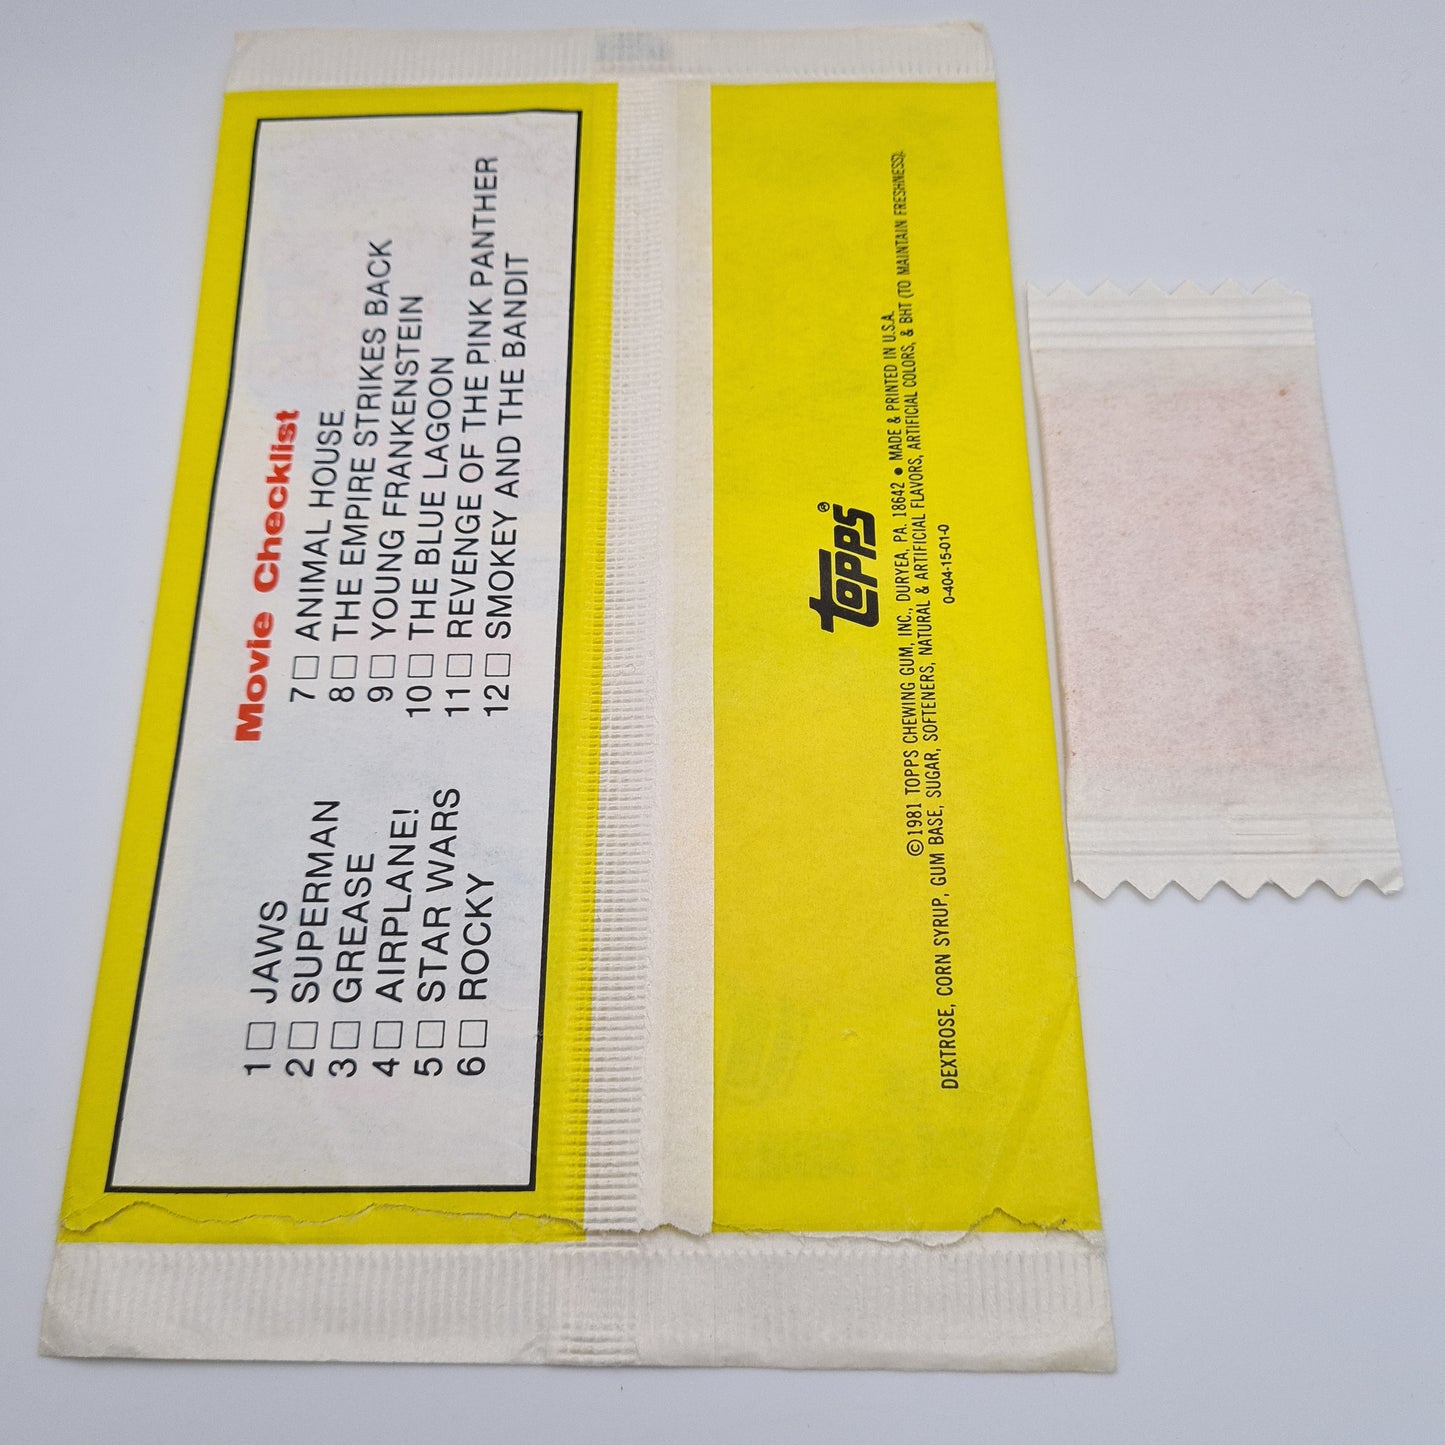 Movie Checklist
1 □ JAWS
2 □ SUPERMAN
3 □ GREASE
4 □ AIRPLANE!
5 □ STAR WARS
6 □ ROCKY
7 □ ANIMAL HOUSE
8 □ THE EMPIRE STRIKES BACK
9 □ YOUNG FRANKENSTEIN
10 □ THE BLUE LAGOON
11 □ REVENGE OF THE PINK PANTHER
12 □ SMOKEY AND THE BANDIT
TOPPS®
© 1981 TOPPS CHEWING GUM, INC., DURYEA, PA. 18642 • MADE & PRINTED IN U.S.A.
DEXTROSE, CORN SYRUP, GUM BASE, SUGAR, SOFTENERS, NATURAL & ARTIFICIAL FLAVORS, ARTIFICIAL COLORS, & BHT (TO MAINTAIN FRESHNESS).
0-404-15-01-0